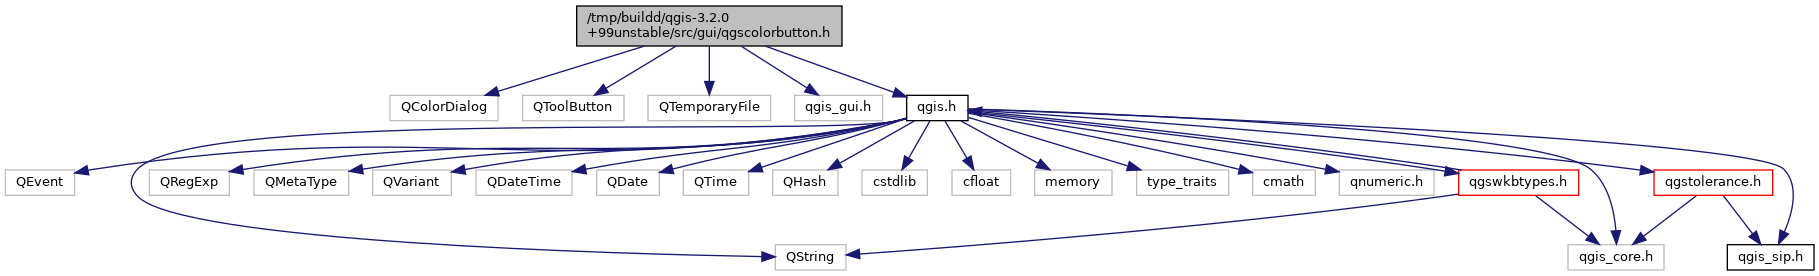 /tmp/buildd/qgis-3.2.0
+99unstable/src/gui/qgscolorbutton.h
QColorDialog
QToolButton
QTemporaryFile
qgis_gui.h
qgis.h
QEvent
QRegExp
QMetaType
QVariant
QDateTime
QDate
QTime
QHash
cstdlib
cfloat
memory
type_traits
cmath
qnumeric.h
qgswkbtypes.h
qgstolerance.h
QString
qgis_core.h
qgis_sip.h